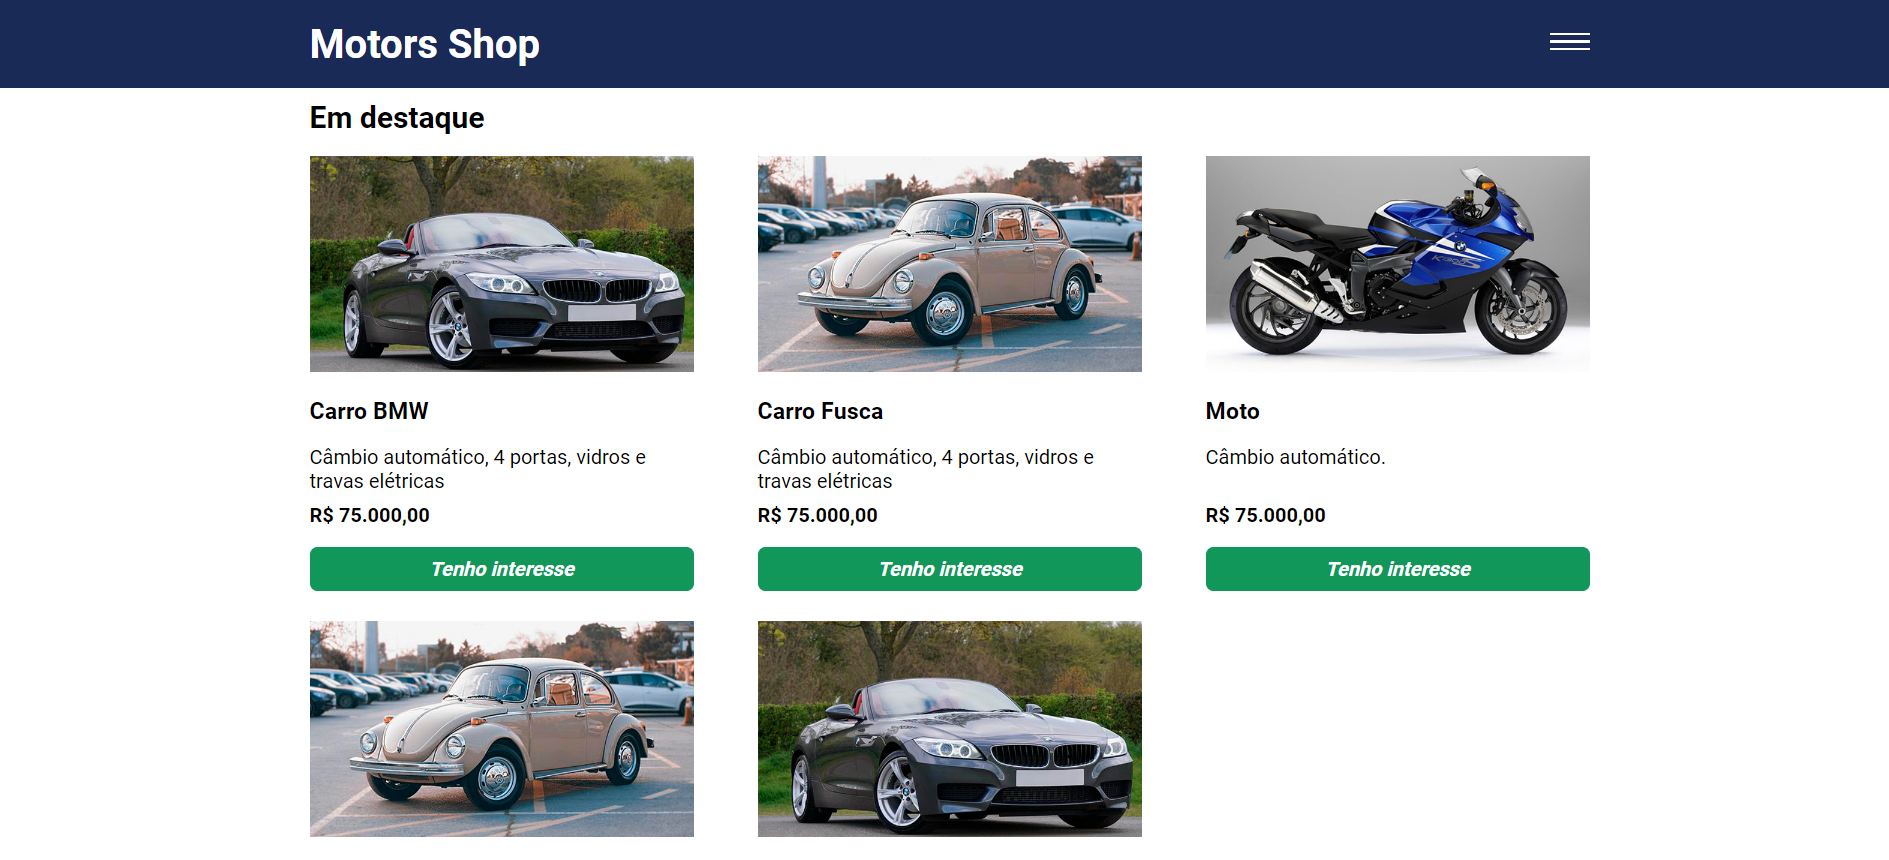 Motors Shop
Em destaque
Carro BMW
Câmbio automático, 4 portas, vidros e
travas elétricas
R$ 75.000,00
Tenho interesse
Carro Fusca
Câmbio automático, 4 portas, vidros e
travas elétricas
R$ 75.000,00
Tenho interesse
Moto
Câmbio automático.
R$ 75.000,00
Tenho interesse